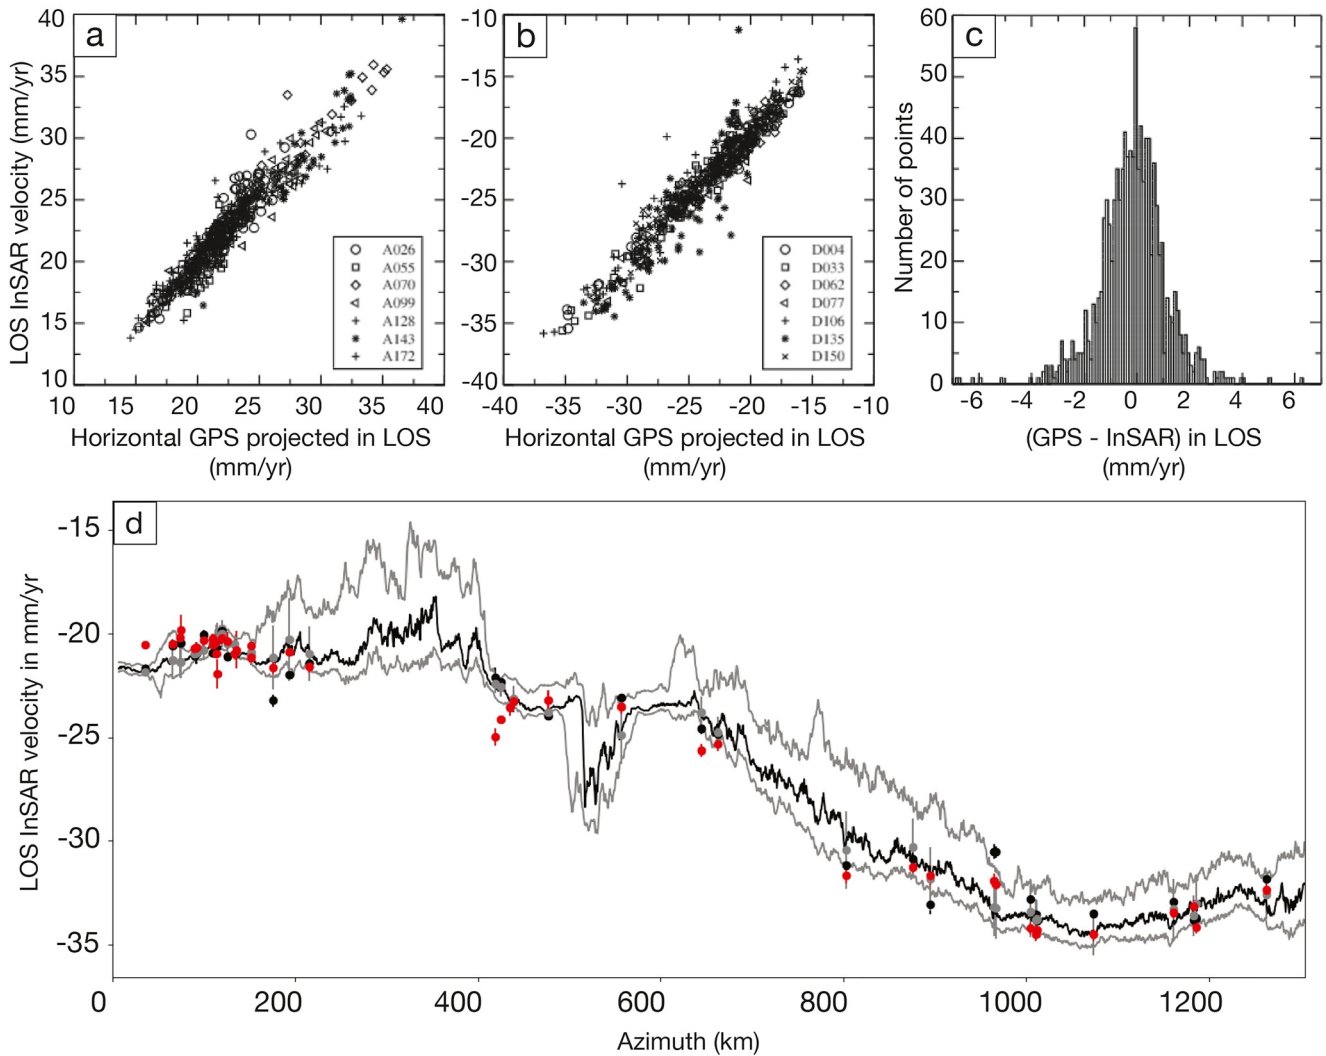 a
40
35
30
25
20
15
10
10 15 20 25 30 35 40
LOS InSAR velocity (mm/yr)
Horizontal GPS projected in LOS
(mm/yr)
A026
A055
A070
A099
A128
A143
A172
b
-10
-15
-20
-25
-30
-35
-40
-40 -35 -30 -25 -20 -15 -10
Horizontal GPS projected in LOS
(mm/yr)
D004
D033
D062
D077
D106
D135
D150
c
60
50
40
30
20
10
0
-6 -4 -2 0 2 4 6
Number of points
(GPS - InSAR) in LOS
(mm/yr)
d
-15
-20
-25
-30
-35
0 200 400 600 800 1000 1200
LOS InSAR velocity in mm/yr
Azimuth (km)